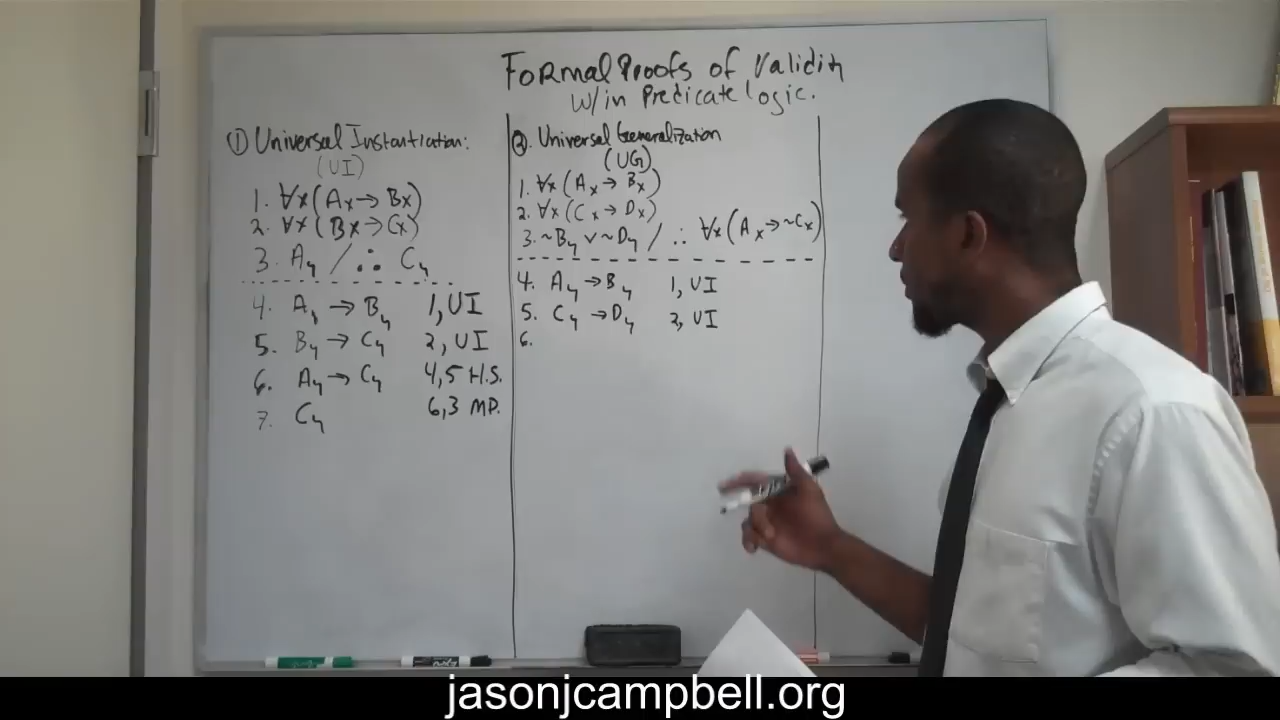 Formal Proofs of Validity
w/in Predicate logic.
① Universal Instantiation:
(UI)
1. ∀x(Ax → Bx)
2. ∀x(Bx → Cx)
3. Ay / ∴ Cy
4. Ay → By 1, UI
5. By → Cy 2, UI
6. Ay → Cy 4,5 H.S.
7. Cy 6,3 MP.
②. Universal Generalization
(UG)
1. ∀x(Ax → Bx)
2. ∀x(Cx → Dx)
3. ~By ∨ ~Dy / ∴ ∀x(Ax → ~Cx)
4. Ay → By 1, UI
5. Cy → Dy 2, UI
6.
jasonjcampbell.org